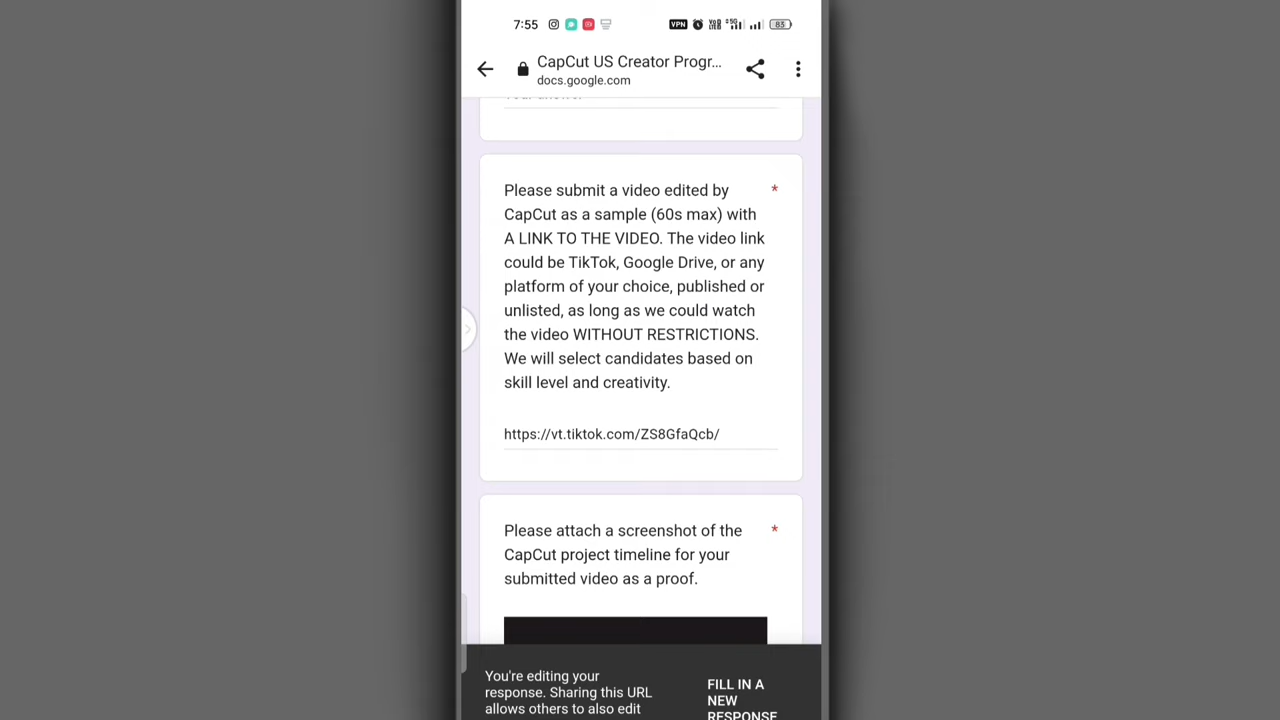 7:55
VPN
83
CapCut US Creator Progr...
docs.google.com
Please submit a video edited by *
CapCut as a sample (60s max) with
A LINK TO THE VIDEO. The video link
could be TikTok, Google Drive, or any
platform of your choice, published or
unlisted, as long as we could watch
the video WITHOUT RESTRICTIONS.
We will select candidates based on
skill level and creativity.
https://vt.tiktok.com/ZS8GfaQcb/
Please attach a screenshot of the *
CapCut project timeline for your
submitted video as a proof.
You're editing your
response. Sharing this URL
allows others to also edit
FILL IN A
NEW
RESPONSE